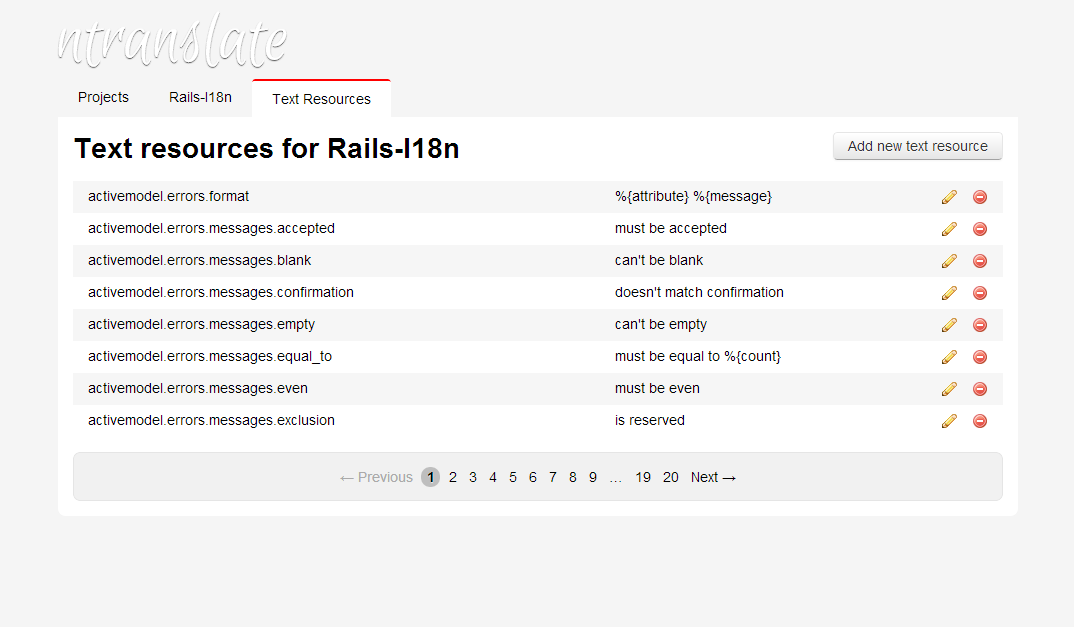 ntranslate
Projects Rails-I18n Text Resources
Text resources for Rails-I18n Add new text resource
activemodel.errors.format %{attribute} %{message}
activemodel.errors.messages.accepted must be accepted
activemodel.errors.messages.blank can't be blank
activemodel.errors.messages.confirmation doesn't match confirmation
activemodel.errors.messages.empty can't be empty
activemodel.errors.messages.equal_to must be equal to %{count}
activemodel.errors.messages.even must be even
activemodel.errors.messages.exclusion is reserved
← Previous 1 2 3 4 5 6 7 8 9 … 19 20 Next →